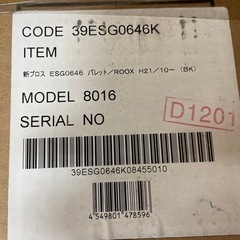 CODE 39ESG0646K
ITEM
新ブロス ESG0646 パレット/ROOX H21/10～ (BK)
MODEL 8016
SERIAL NO
D1201
39ESG0646K08455010
4 549801 478596